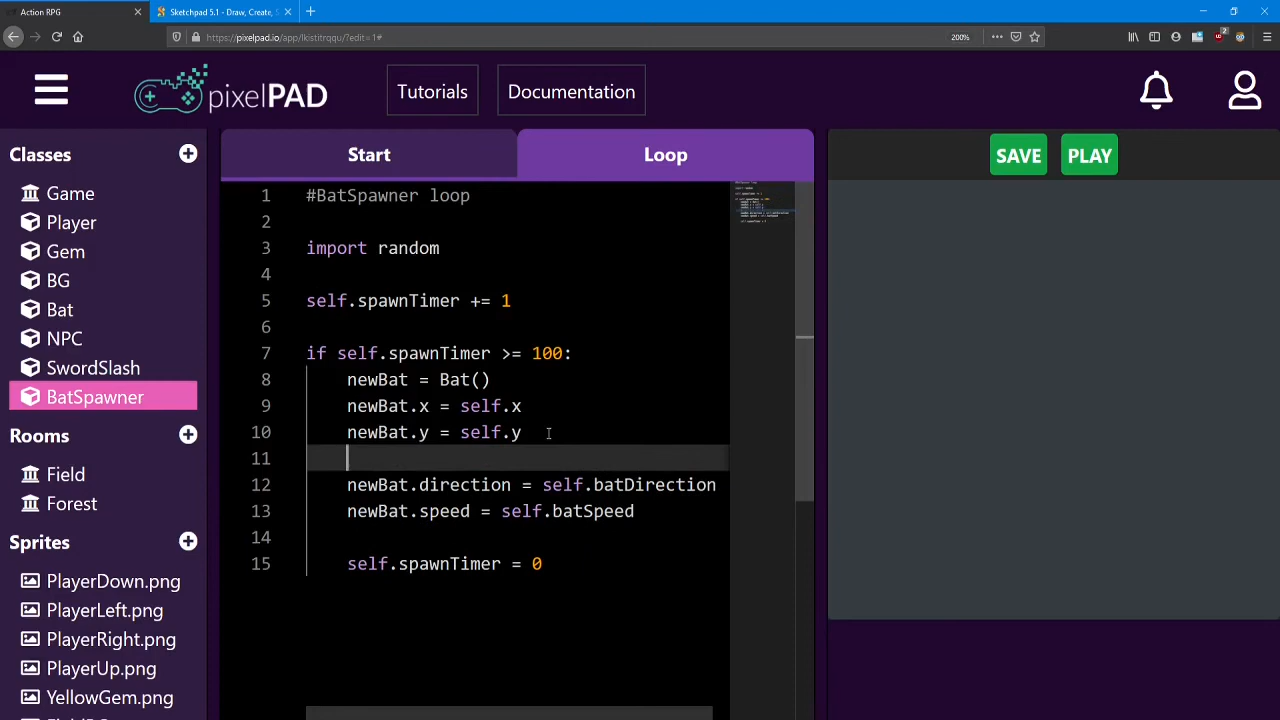 Action RPG
Sketchpad 5.1 - Draw, Create, S
https://pixelpad.io/app/lkistitrqqu/?edit=1#
200%
2
pixelPAD
Tutorials
Documentation
Classes
Game
Player
Gem
BG
Bat
NPC
SwordSlash
BatSpawner
Rooms
Field
Forest
Sprites
PlayerDown.png
PlayerLeft.png
PlayerRight.png
PlayerUp.png
YellowGem.png
Start
Loop
1 #BatSpawner loop
2
3 import random
4
5 self.spawnTimer += 1
6
7 if self.spawnTimer >= 100:
8 newBat = Bat()
9 newBat.x = self.x
10 newBat.y = self.y
11
12 newBat.direction = self.batDirection
13 newBat.speed = self.batSpeed
14
15 self.spawnTimer = 0
SAVE
PLAY